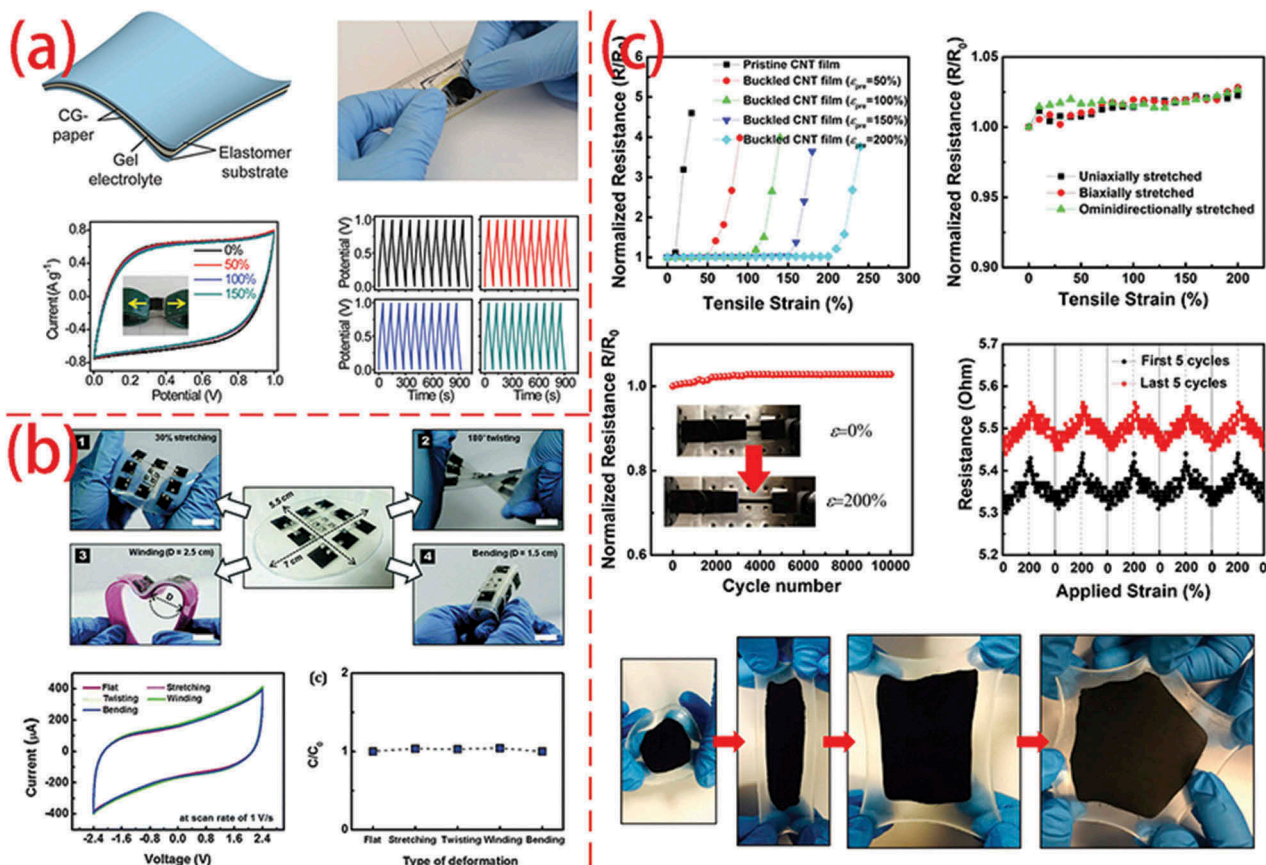 (a)
CG-
paper
Gel
electrolyte
Elastomer
substrate
Current(A g-1)
0.8
0.4
0.0
-0.4
-0.8
0%
50%
100%
150%
0.0 0.2 0.4 0.6 0.8 1.0
Potential (V)
Potential (V)
1.0
0.5
0.0
Potential (V)
1.0
0.5
0.0
0 300 600 900 0 300 600 900
Time (s) Time (s)
(b)
1
30% stretching
2
180° twisting
5.5 cm
7 cm
3
Winding (D = 2.5 cm)
D
4
Bending (D = 1.5 cm)
Current (μA)
400
200
0
-200
-400
Flat Stretching
Twisting Winding
Bending
at scan rate of 1 V/s
-2.4 -1.2 0.0 0.6 1.2 2.4
Voltage (V)
(c)
C/C0
2
1
0
Flat Stretching Twisting Winding Bending
Type of deformation
(c)
Normalized Resistance (R/R0)
6
5
4
3
2
1
Pristine CNT film
Buckled CNT film (εpre=50%)
Buckled CNT film (εpre=100%)
Buckled CNT film (εpre=150%)
Buckled CNT film (εpre=200%)
0 50 100 150 200 250 300
Tensile Strain (%)
Normalized Resistance (R/R0)
1.05
1.00
0.95
0.90
Uniaxially stretched
Biaxially stretched
Ominidirectionally stretched
0 50 100 150 200
Tensile Strain (%)
Normalized Resistance R/R0
1.0
0.8
0.6
ε=0%
ε=200%
0 2000 4000 6000 8000 10000
Cycle number
Resistance (Ohm)
5.7
5.6
5.5
5.4
5.3
5.2
First 5 cycles
Last 5 cycles
0 200 0 200 0 200 0 200 0 200 0
Applied Strain (%)